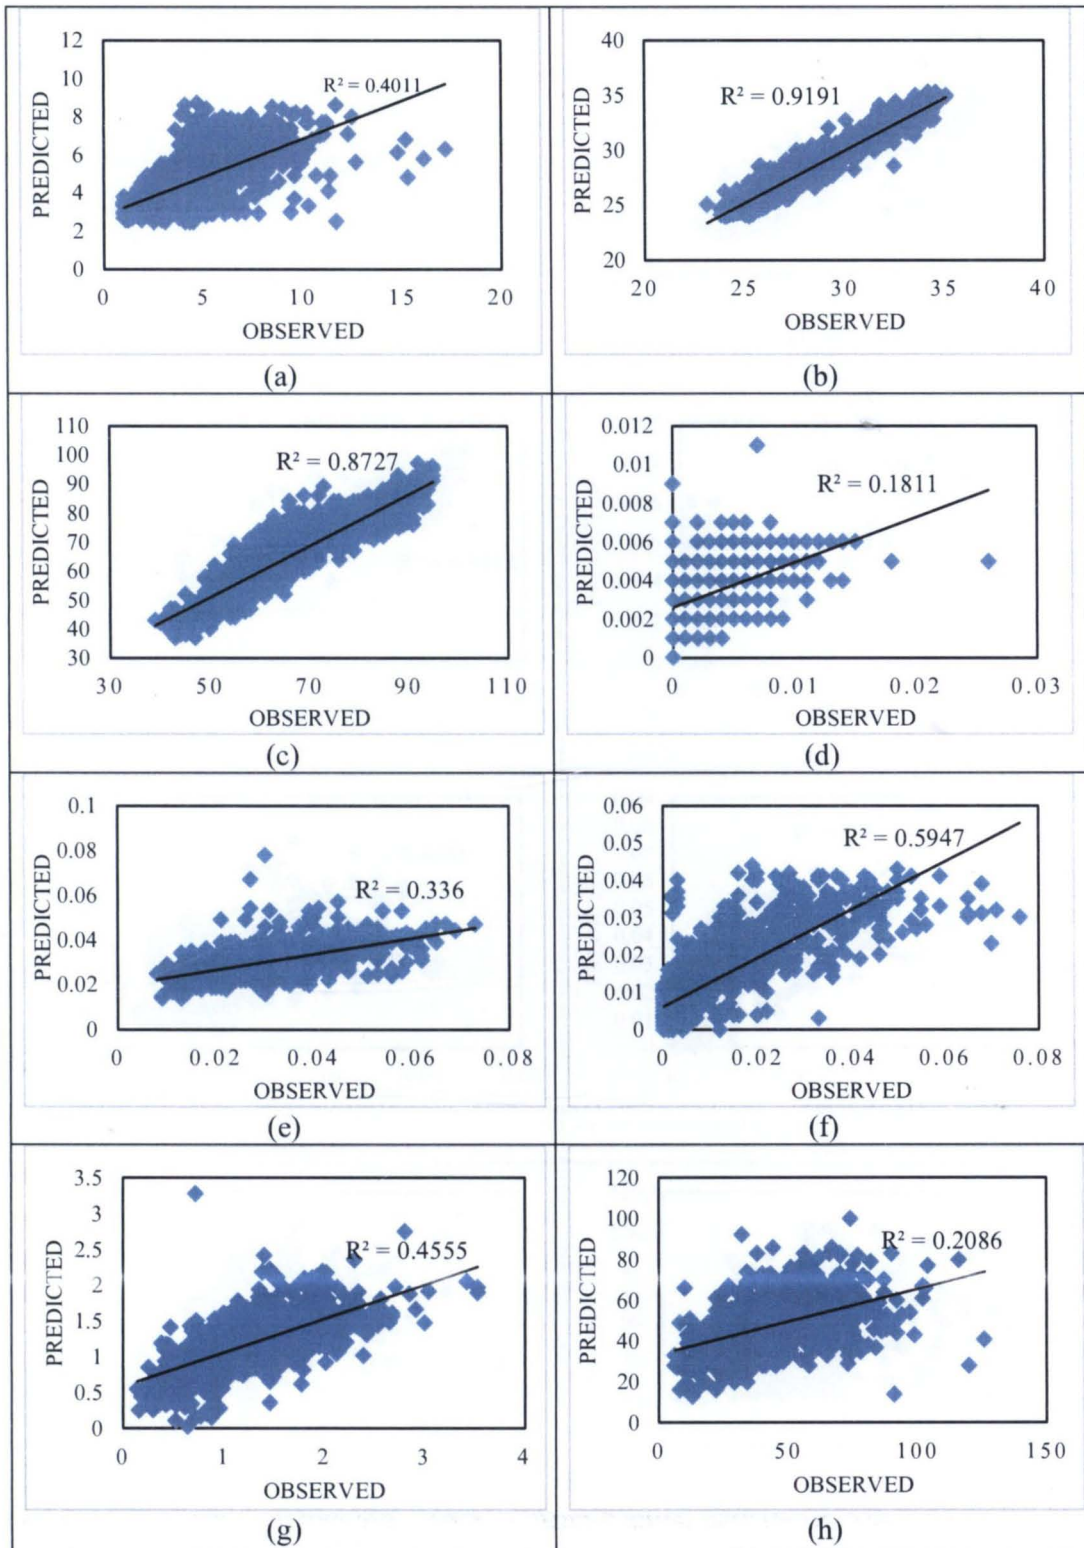 12
10
8
6
4
2
0
PREDICTED
R² = 0.4011
0 5 10 15 20
OBSERVED
(a)
40
35
30
25
20
PREDICTED
R² = 0.9191
20 25 30 35 40
OBSERVED
(b)
110
100
90
80
70
60
50
40
30
PREDICTED
R² = 0.8727
30 50 70 90 110
OBSERVED
(c)
0.012
0.01
0.008
0.006
0.004
0.002
0
PREDICTED
R² = 0.1811
0 0.01 0.02 0.03
OBSERVED
(d)
0.1
0.08
0.06
0.04
0.02
0
PREDICTED
R² = 0.336
0 0.02 0.04 0.06 0.08
OBSERVED
(e)
0.06
0.05
0.04
0.03
0.02
0.01
0
PREDICTED
R² = 0.5947
0 0.02 0.04 0.06 0.08
OBSERVED
(f)
3.5
3
2.5
2
1.5
1
0.5
0
PREDICTED
R² = 0.4555
0 1 2 3 4
OBSERVED
(g)
120
100
80
60
40
20
0
PREDICTED
R² = 0.2086
0 50 100 150
OBSERVED
(h)